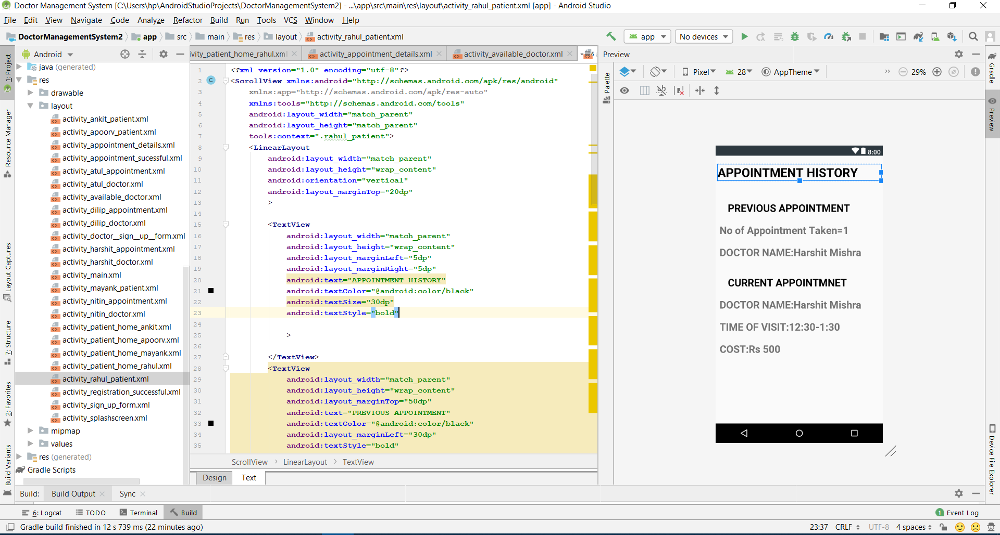 Doctor Management System [C:\Users\hp\AndroidStudioProjects\DoctorManagementSystem2] - ...\app\src\main\res\layout\activity_rahul_patient.xml [app] - Android Studio
File Edit View Navigate Code Analyze Refactor Build Run Tools VCS Window Help
DoctorManagementSystem2 app src main res layout activity_rahul_patient.xml app No devices
1: Project
Resource Manager
Layout Captures
7: Structure
2: Favorites
Build Variants
Android
java (generated)
res
drawable
layout
activity_ankit_patient.xml
activity_apoorv_patient.xml
activity_appointment_details.xml
activity_appointment_sucessful.xml
activity_atul_appointment.xml
activity_atul_doctor.xml
activity_available_doctor.xml
activity_dilip_appointment.xml
activity_dilip_doctor.xml
activity_doctor__sign__up__form.xml
activity_harshit_appointment.xml
activity_harshit_doctor.xml
activity_main.xml
activity_mayank_patient.xml
activity_nitin_appointment.xml
activity_nitin_doctor.xml
activity_patient_home_ankit.xml
activity_patient_home_apoorv.xml
activity_patient_home_mayank.xml
activity_patient_home_rahul.xml
activity_rahul_patient.xml
activity_registration_successful.xml
activity_sign_up_form.xml
activity_splashscreen.xml
mipmap
values
res (generated)
Gradle Scripts
ivity_patient_home_rahul.xml activity_appointment_details.xml activity_available_doctor.xml 6
1 <?xml version="1.0" encoding="utf-8"?>
2 C <ScrollView xmlns:android="http://schemas.android.com/apk/res/android"
3 xmlns:app="http://schemas.android.com/apk/res-auto"
4 xmlns:tools="http://schemas.android.com/tools"
5 android:layout_width="match_parent"
6 android:layout_height="match_parent"
7 tools:context=".rahul_patient">
8 <LinearLayout
9 android:layout_width="match_parent"
10 android:layout_height="wrap_content"
11 android:orientation="vertical"
12 android:layout_marginTop="20dp"
13 >
14
15 <TextView
16 android:layout_width="match_parent"
17 android:layout_height="wrap_content"
18 android:layout_marginLeft="5dp"
19 android:layout_marginRight="5dp"
20 android:text="APPOINTMENT HISTORY"
21 android:textColor="@android:color/black"
22 android:textSize="30dp"
23 android:textStyle="bold"
24
25 >
26
27 </TextView>
28 <TextView
29 android:layout_width="match_parent"
30 android:layout_height="wrap_content"
31 android:layout_marginTop="50dp"
32 android:text="PREVIOUS APPOINTMENT"
33 android:textColor="@android:color/black"
34 android:layout_marginLeft="30dp"
35 android:textStyle="bold"
ScrollView LinearLayout TextView
Design Text
Preview
Palette
Pixel 28 AppTheme 29%
8:00
APPOINTMENT HISTORY
PREVIOUS APPOINTMENT
No of Appointment Taken=1
DOCTOR NAME:Harshit Mishra
CURRENT APPOINTMNET
DOCTOR NAME:Harshit Mishra
TIME OF VISIT:12:30-1:30
COST:Rs 500
Gradle
Preview
Device File Explorer
Build: Build Output Sync
6: Logcat TODO Terminal Build 1 Event Log
Gradle build finished in 12 s 739 ms (22 minutes ago) 23:37 CRLF UTF-8 4 spaces